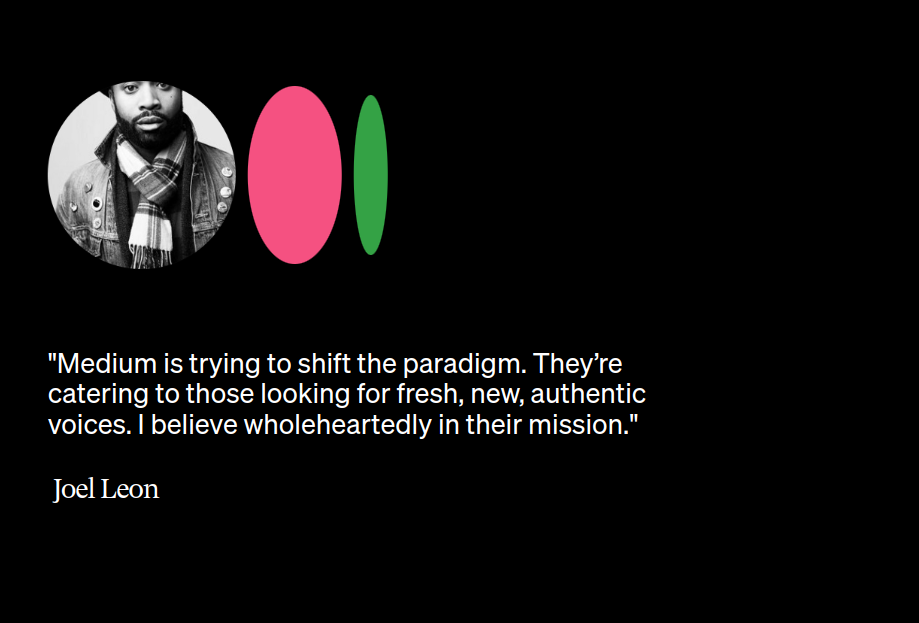 "Medium is trying to shift the paradigm. They’re
catering to those looking for fresh, new, authentic
voices. I believe wholeheartedly in their mission."
Joel Leon